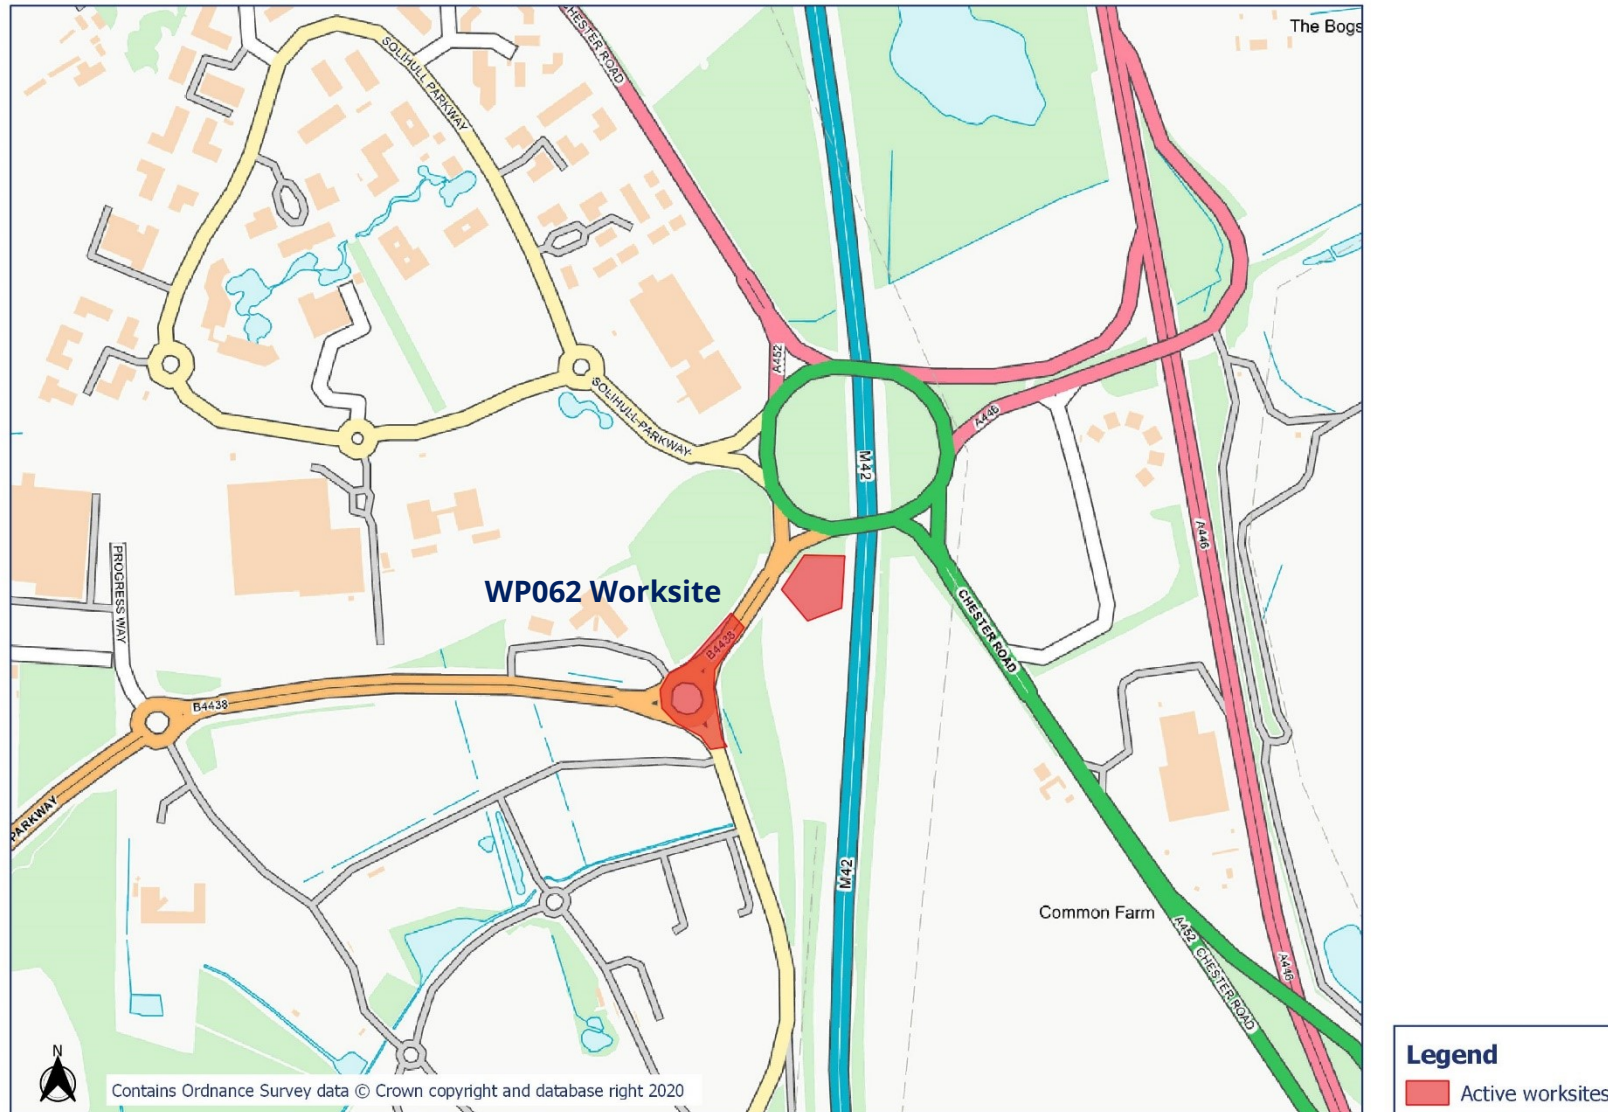 The Bogs
CHESTER ROAD
SOLIHULL PARKWAY
A452
SOLIHULL PARKWAY
A446
M42
A446
PROGRESS WAY
WP062 Worksite
CHESTER ROAD
B4438
B4438
PARKWAY
M42
Common Farm
A452 CHESTER ROAD
A446
N
Contains Ordnance Survey data © Crown copyright and database right 2020
Legend
Active worksites